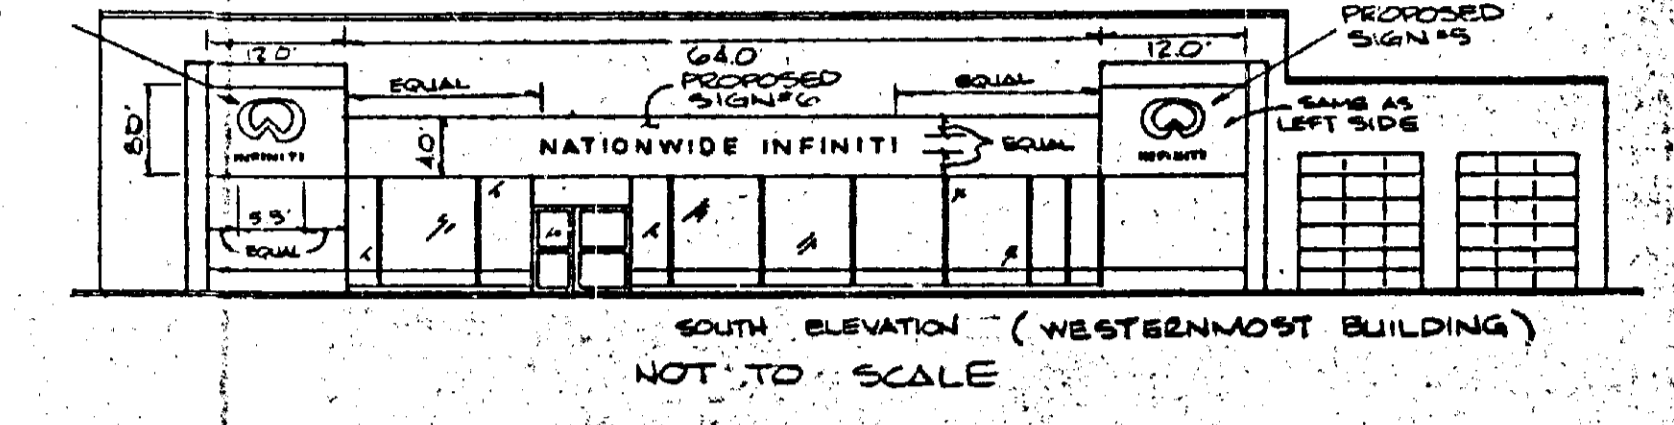 PROPOSED
SIGN #5
12.0'
64.0'
12.0'
EQUAL
PROPOSED
SIGN #6
EQUAL
SAME AS
LEFT SIDE
8.0'
4.0'
NATIONWIDE INFINITI
EQUAL
INFINITI
INFINITI
5.5'
EQUAL
SOUTH ELEVATION (WESTERNMOST BUILDING)
NOT TO SCALE